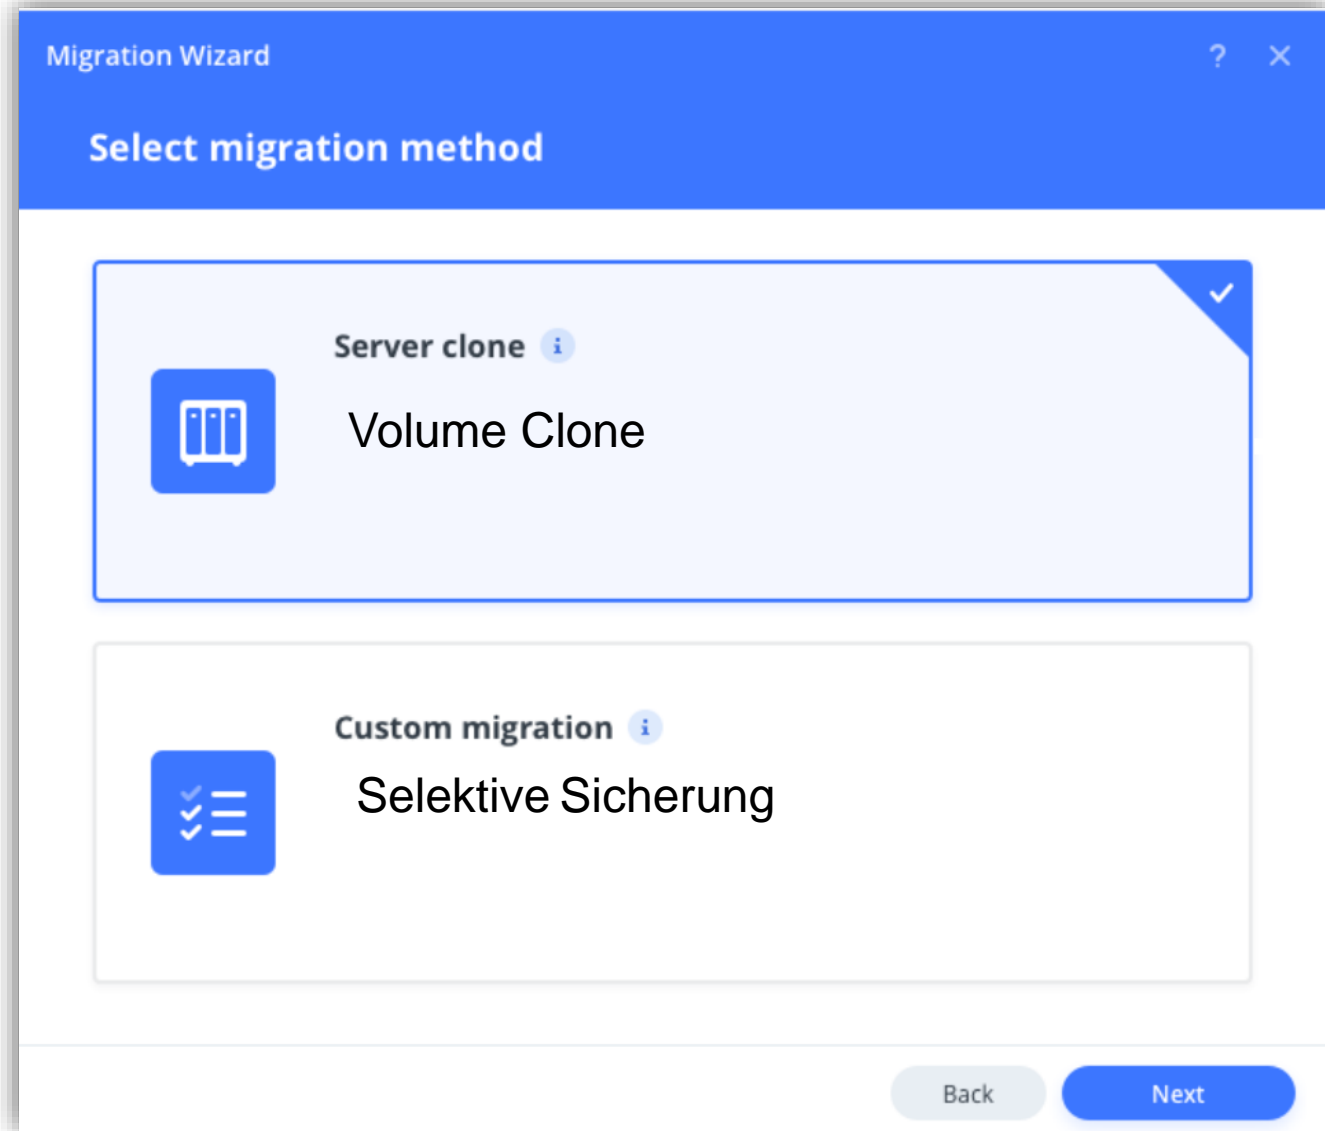 Migration Wizard
Select migration method
Server clone
Volume Clone
Custom migration
Selektive Sicherung
Back
Next